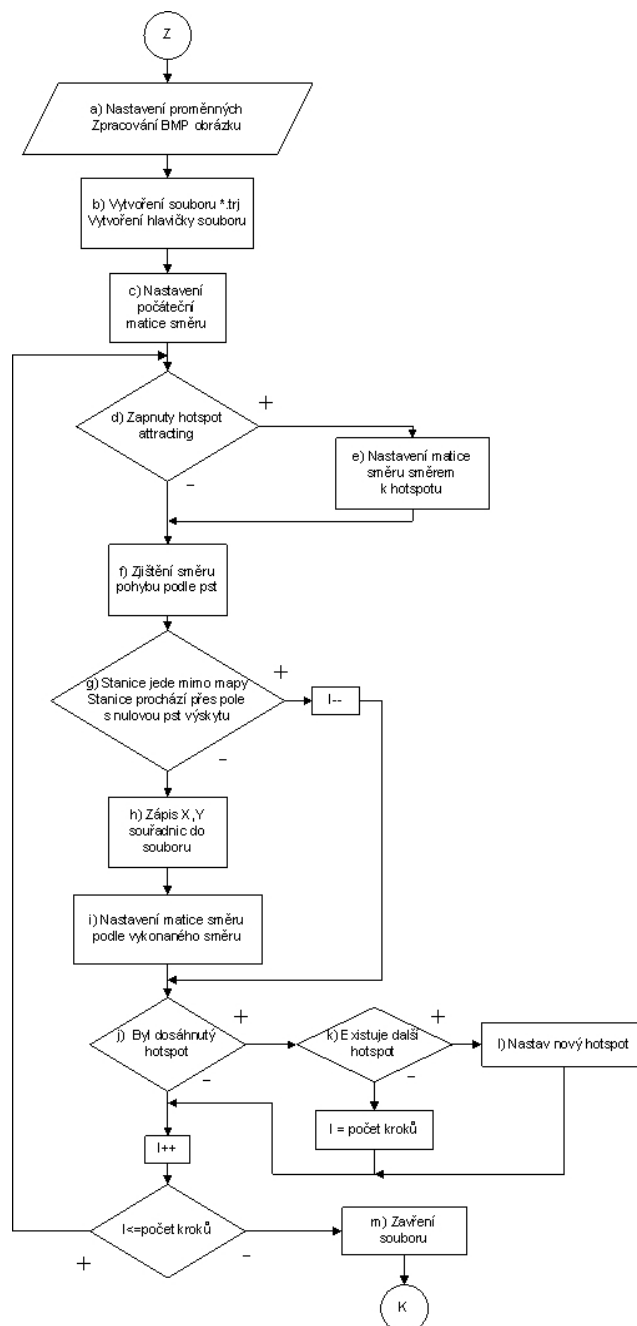 Z
a) Nastavení proměnných
Zpracování BMP obrázku
b) Vytvoření souboru *.trj
Vytvoření hlavičky souboru
c) Nastavení
počáteční
matice směru
d) Zapnuty hotspot
attracting
+
−
e) Nastavení matice
směru směrem
k hotspotu
f) Zjištění směru
pohybu podle pst
g) Stanice jede mimo mapy
Stanice prochází přes pole
s nulovou pst výskytu
+
−
I--
h) Zápis X,Y
souřadnic do
souboru
i) Nastavení matice směru
podle vykonaného směru
j) Byl dosáhnutý
hotspot
+
−
k) Existuje další
hotspot
+
−
l) Nastav nový hotspot
I = počet kroků
I++
I<=počet kroků
+
−
m) Zavření
souboru
K